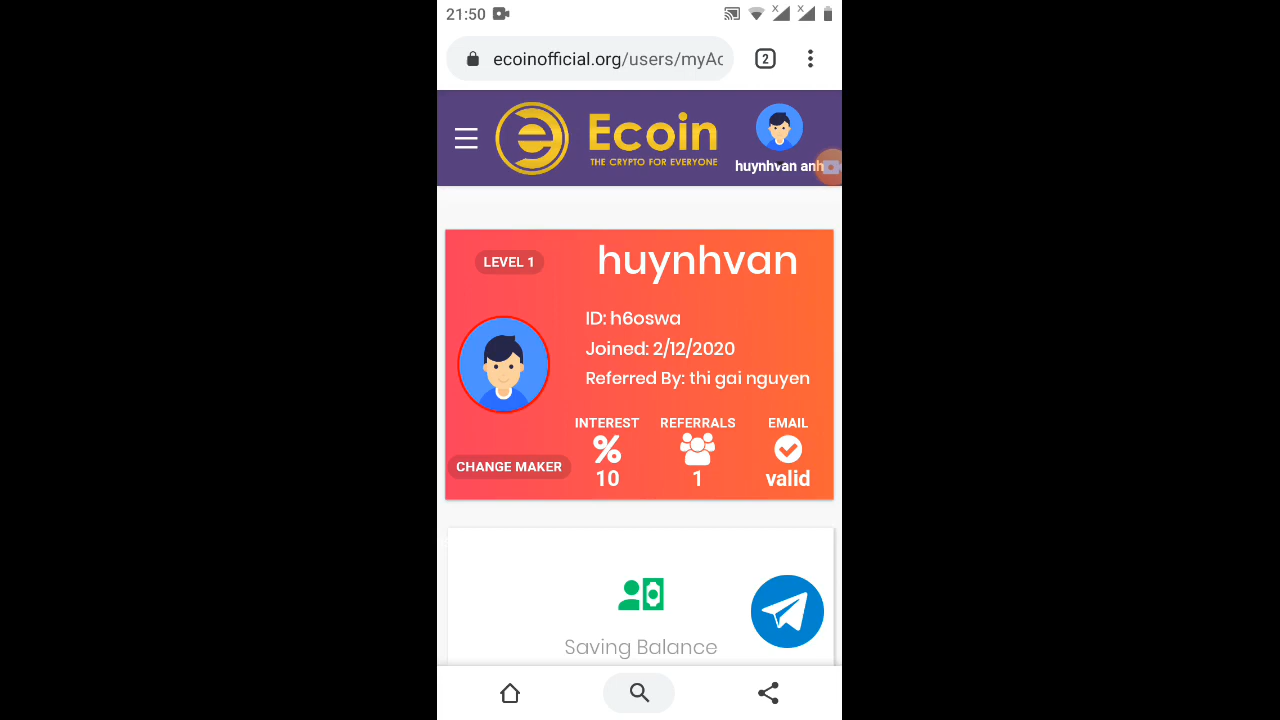 21:50
ecoinofficial.org/users/myAc
2
Ecoin
THE CRYPTO FOR EVERYONE
huynhvan anh
LEVEL 1
huynhvan
ID: h6oswa
Joined: 2/12/2020
Referred By: thi gai nguyen
INTEREST REFERRALS EMAIL
% 
10 1 valid
CHANGE MAKER
Saving Balance